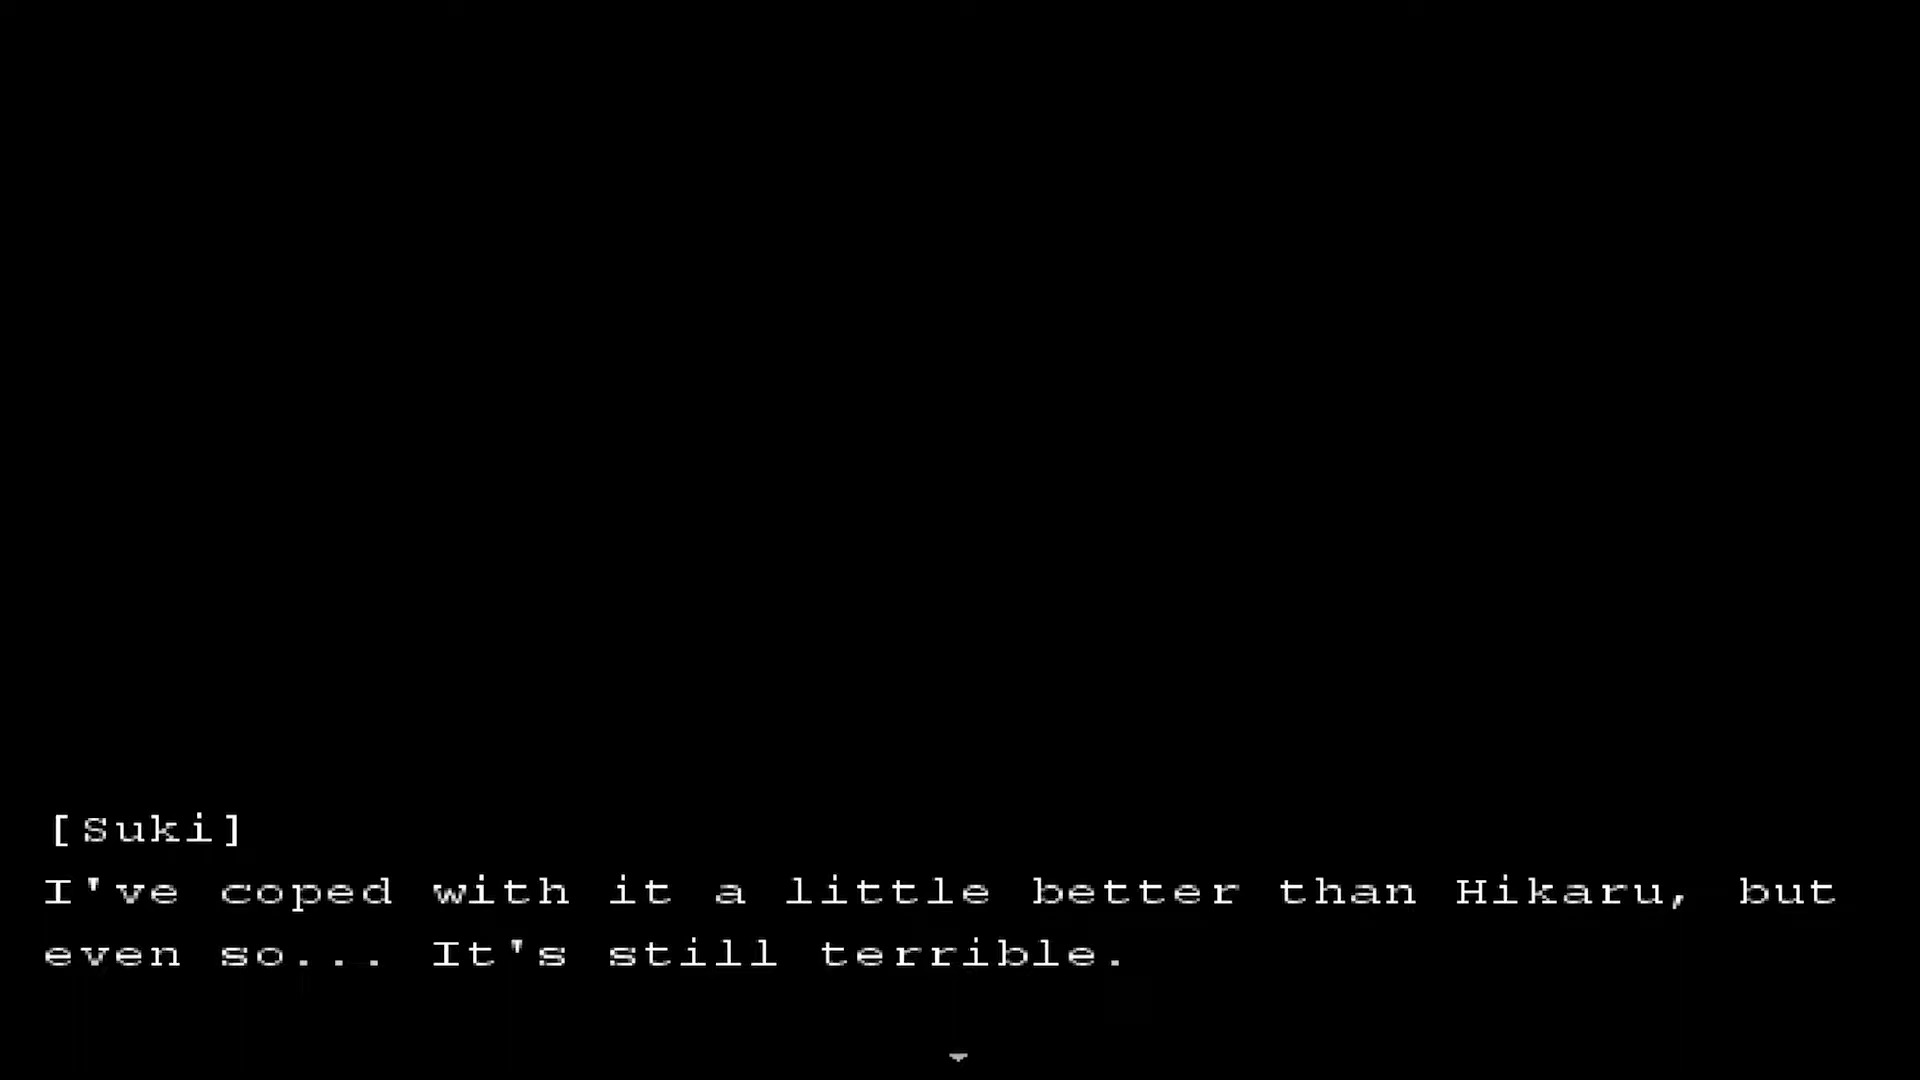 [Suki]
I've coped with it a little better than Hikaru, but
even so... It's still terrible.